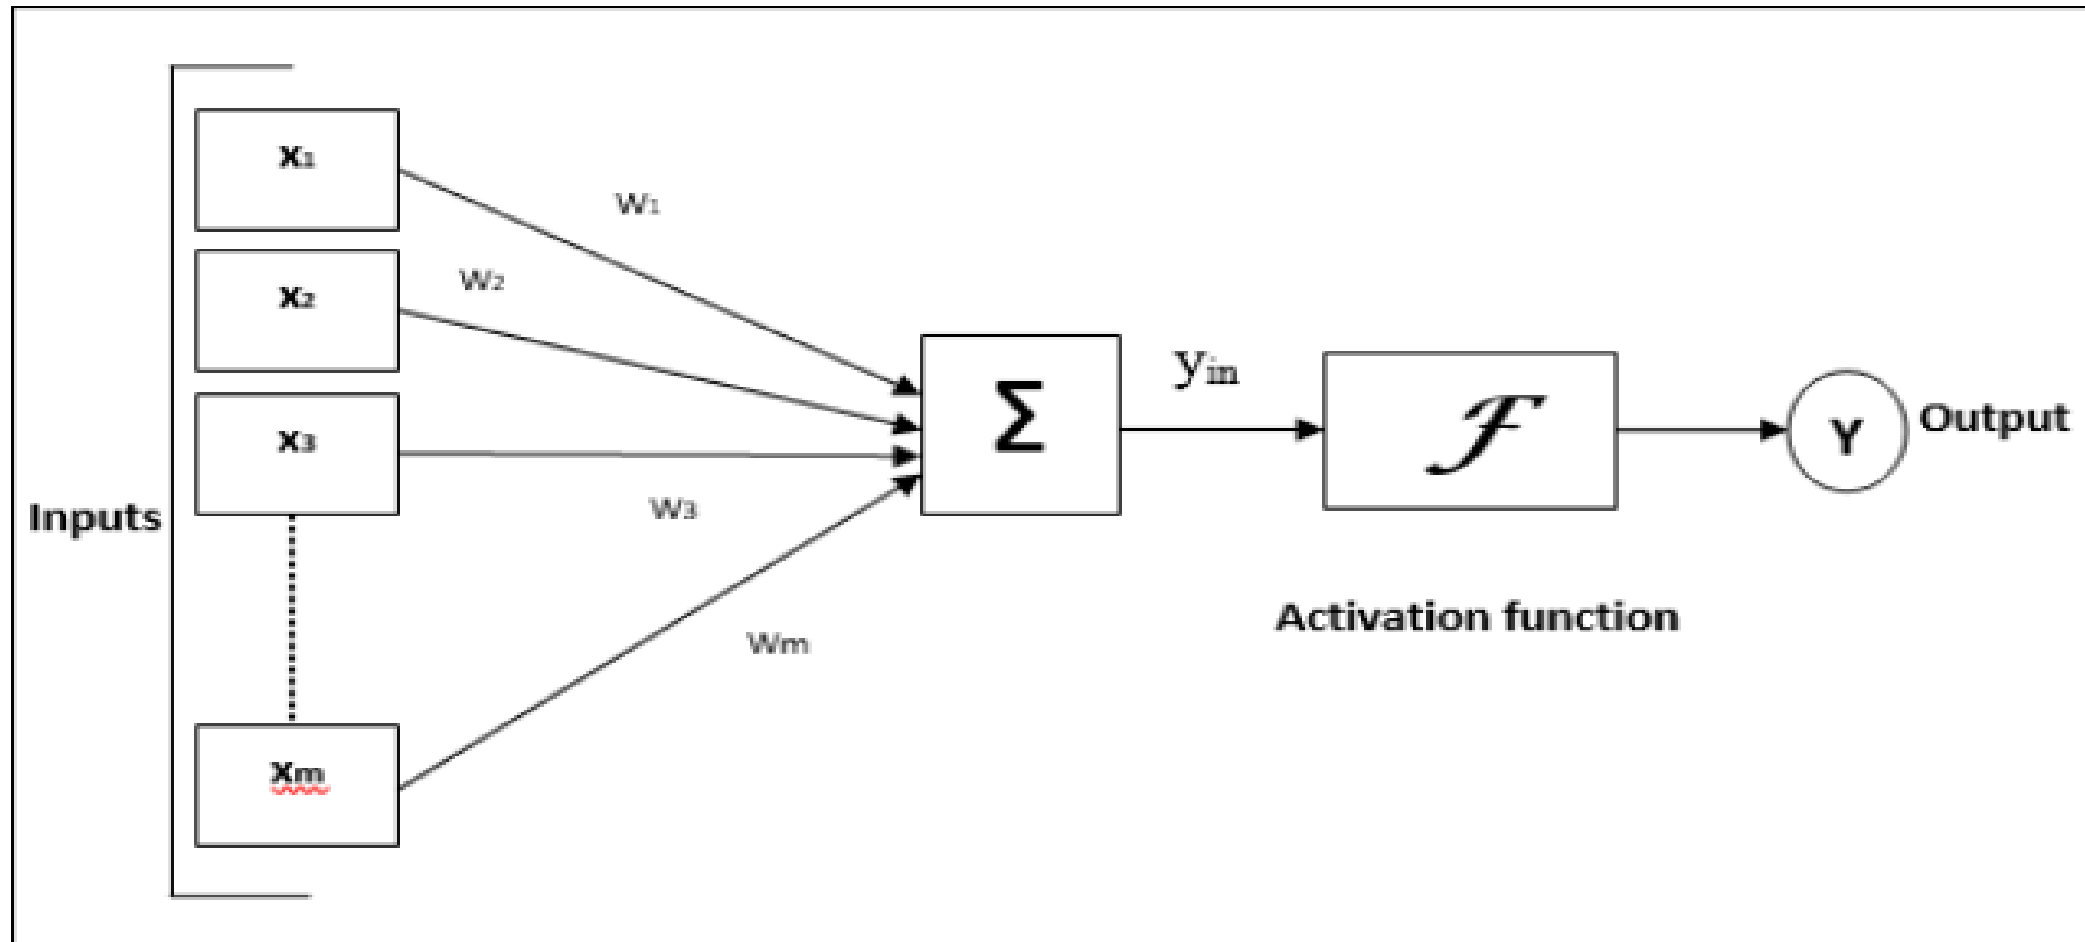 x1
w1
x2
w2
x3
w3
Inputs
xm
wm
Σ
yin
ℱ
Activation function
Y
Output